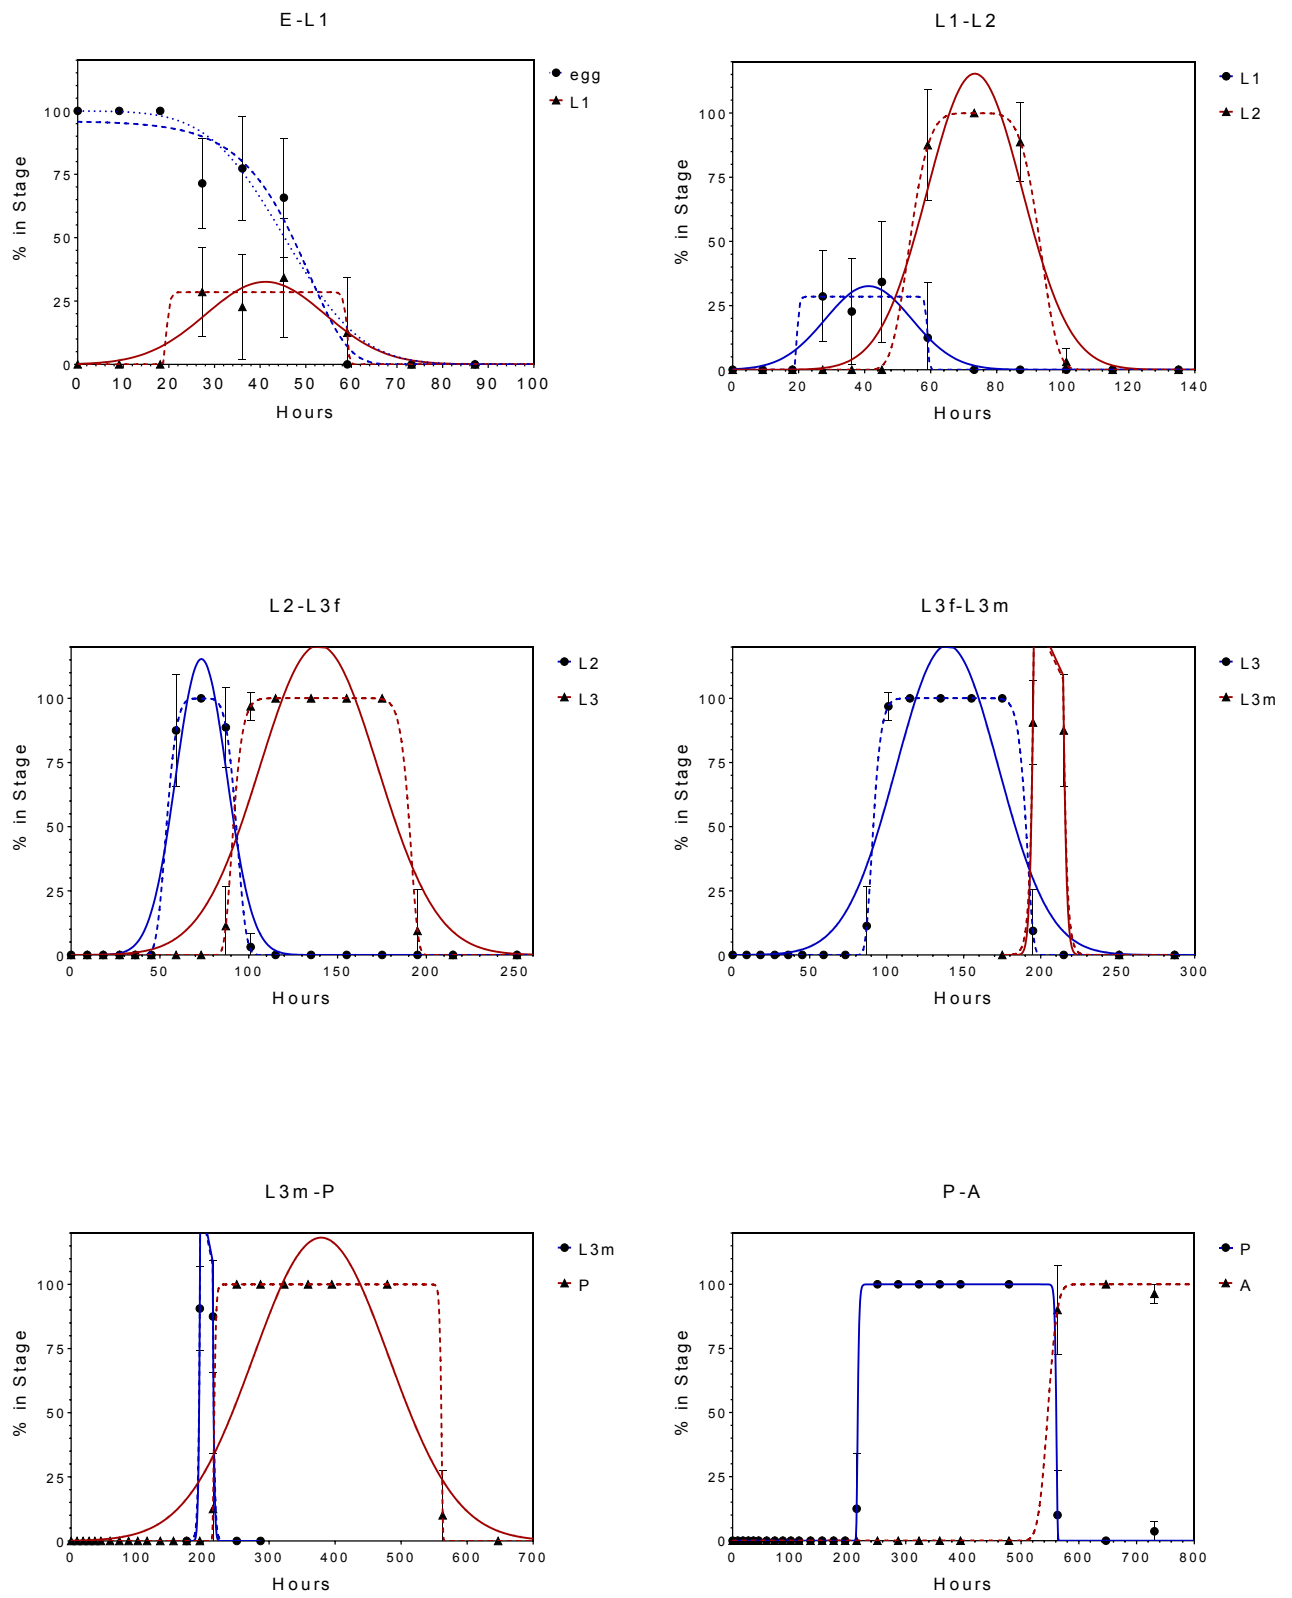 E-L1
egg
L1
100
75
50
25
0
% in Stage
0 10 20 30 40 50 60 70 80 90 100
Hours
L1-L2
L1
L2
100
75
50
25
0
% in Stage
0 20 40 60 80 100 120 140
Hours
L2-L3f
L2
L3
100
75
50
25
0
% in Stage
0 50 100 150 200 250
Hours
L3f-L3m
L3
L3m
100
75
50
25
0
% in Stage
0 50 100 150 200 250 300
Hours
L3m-P
L3m
P
100
75
50
25
0
% in Stage
0 100 200 300 400 500 600 700
Hours
P-A
P
A
100
75
50
25
0
% in Stage
0 100 200 300 400 500 600 700 800
Hours